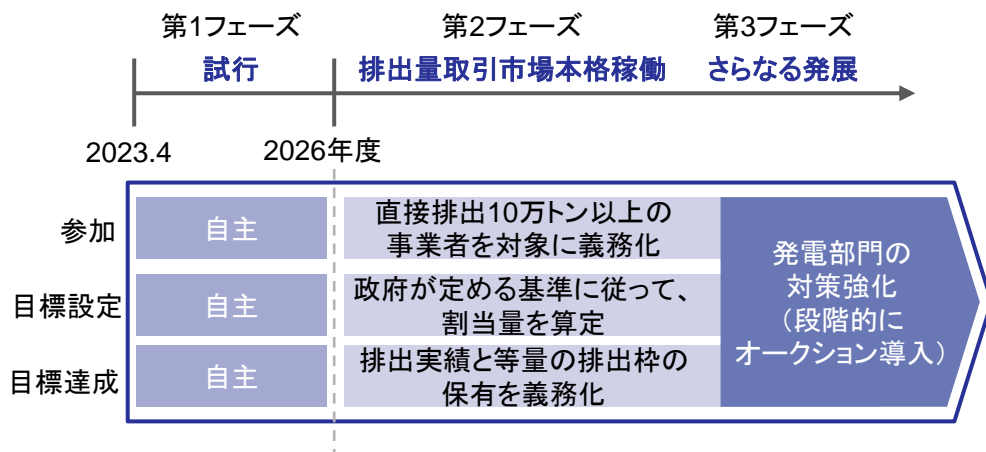 第1フェーズ
第2フェーズ
第3フェーズ
試行
排出量取引市場本格稼働
さらなる発展
2023.4
2026年度
参加
自主
直接排出10万トン以上の
事業者を対象に義務化
目標設定
自主
政府が定める基準に従って、
割当量を算定
目標達成
自主
排出実績と等量の排出枠の
保有を義務化
発電部門の
対策強化
（段階的に
オークション導入）